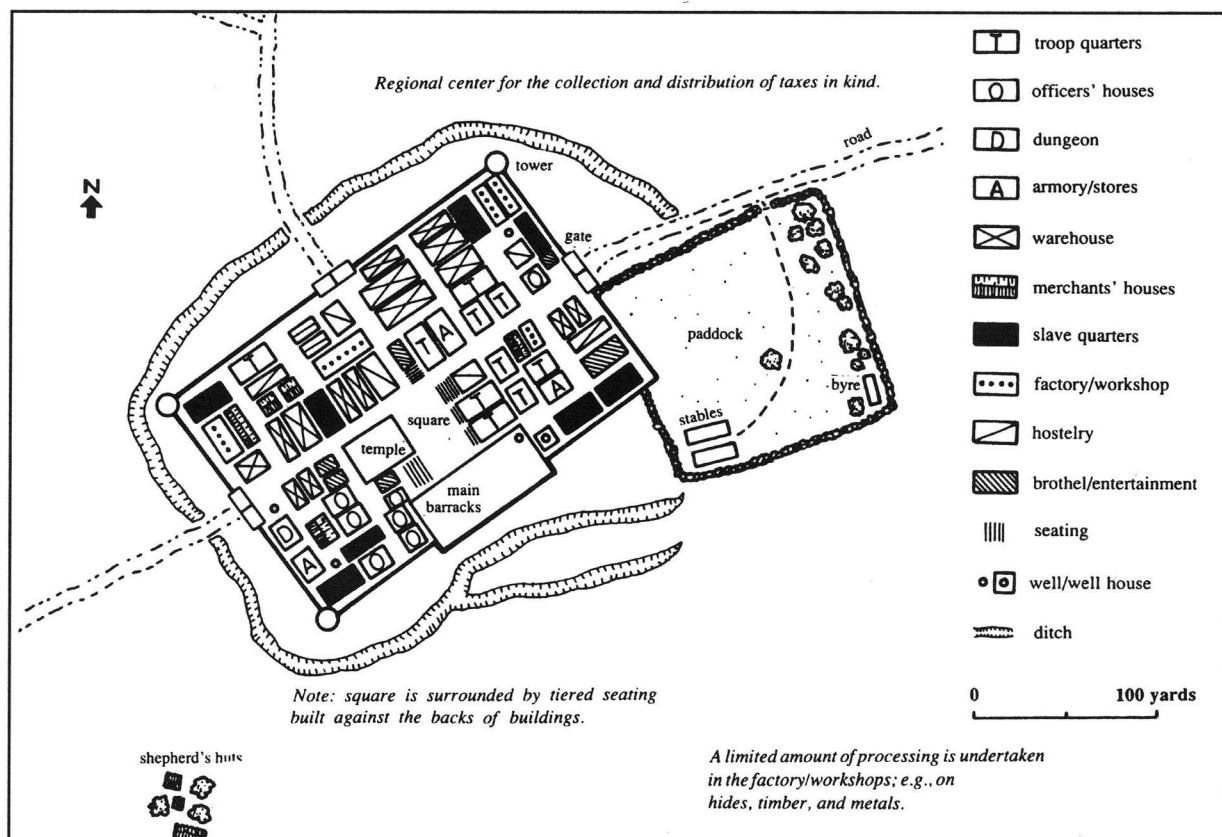 Regional center for the collection and distribution of taxes in kind.
N
tower
road
gate
paddock
byre
stables
square
temple
main
barracks
T
T
T
A
T
T
T
T
T
A
T
T
O
O
O
O
O
O
O
D
A
Note: square is surrounded by tiered seating
built against the backs of buildings.
shepherd's huts
A limited amount of processing is undertaken
in the factory/workshops; e.g., on
hides, timber, and metals.
T troop quarters
O officers' houses
D dungeon
A armory/stores
warehouse
merchants' houses
slave quarters
factory/workshop
hostelry
brothel/entertainment
seating
well/well house
ditch
0 100 yards